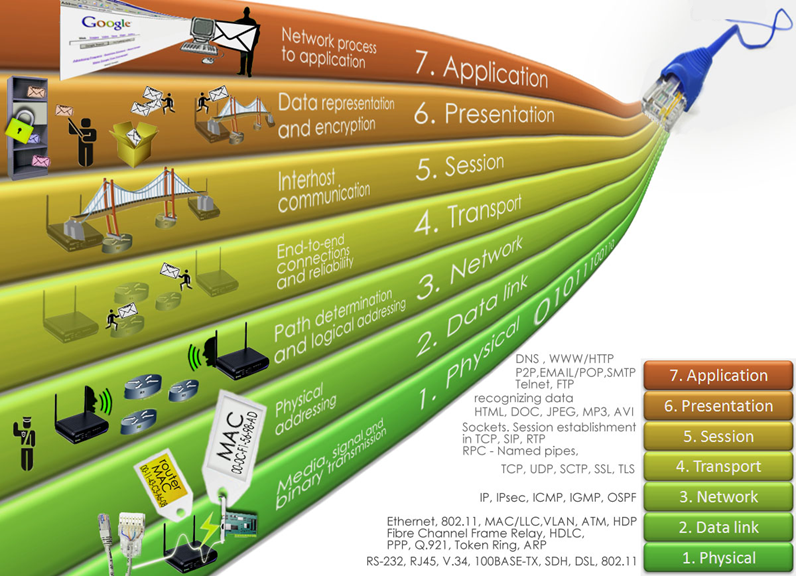 Google
Network process
to application
7. Application
Data representation
and encryption
6. Presentation
Interhost
communication
5. Session
End-to-end
connections
and reliability
4. Transport
Path determination
and logical addressing
3. Network
Physical
addressing
2. Data link
Media, signal and
binary transmission
1. Physical
010111001110
MAC
router
MAC
DNS , WWW/HTTP
P2P,EMAIL/POP,SMTP
Telnet, FTP
7. Application
recognizing data
HTML, DOC, JPEG, MP3, AVI
6. Presentation
Sockets. Session establishment
in TCP, SIP, RTP
RPC - Named pipes,
5. Session
TCP, UDP, SCTP, SSL, TLS
4. Transport
IP, IPsec, ICMP, IGMP, OSPF
3. Network
Ethernet, 802.11, MAC/LLC,VLAN, ATM, HDP
Fibre Channel Frame Relay, HDLC,
PPP, Q.921, Token Ring, ARP
2. Data link
RS-232, RJ45, V.34, 100BASE-TX, SDH, DSL, 802.11
1. Physical